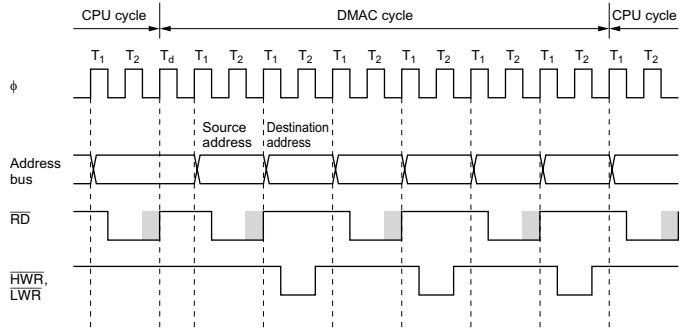 CPU cycle DMAC cycle CPU cycle
T1 T2 Td T1 T2 T1 T2 T1 T2 T1 T2 T1 T2 T1 T2 T1 T2
ϕ
Source address
Destination address
Address bus
RD
HWR, LWR